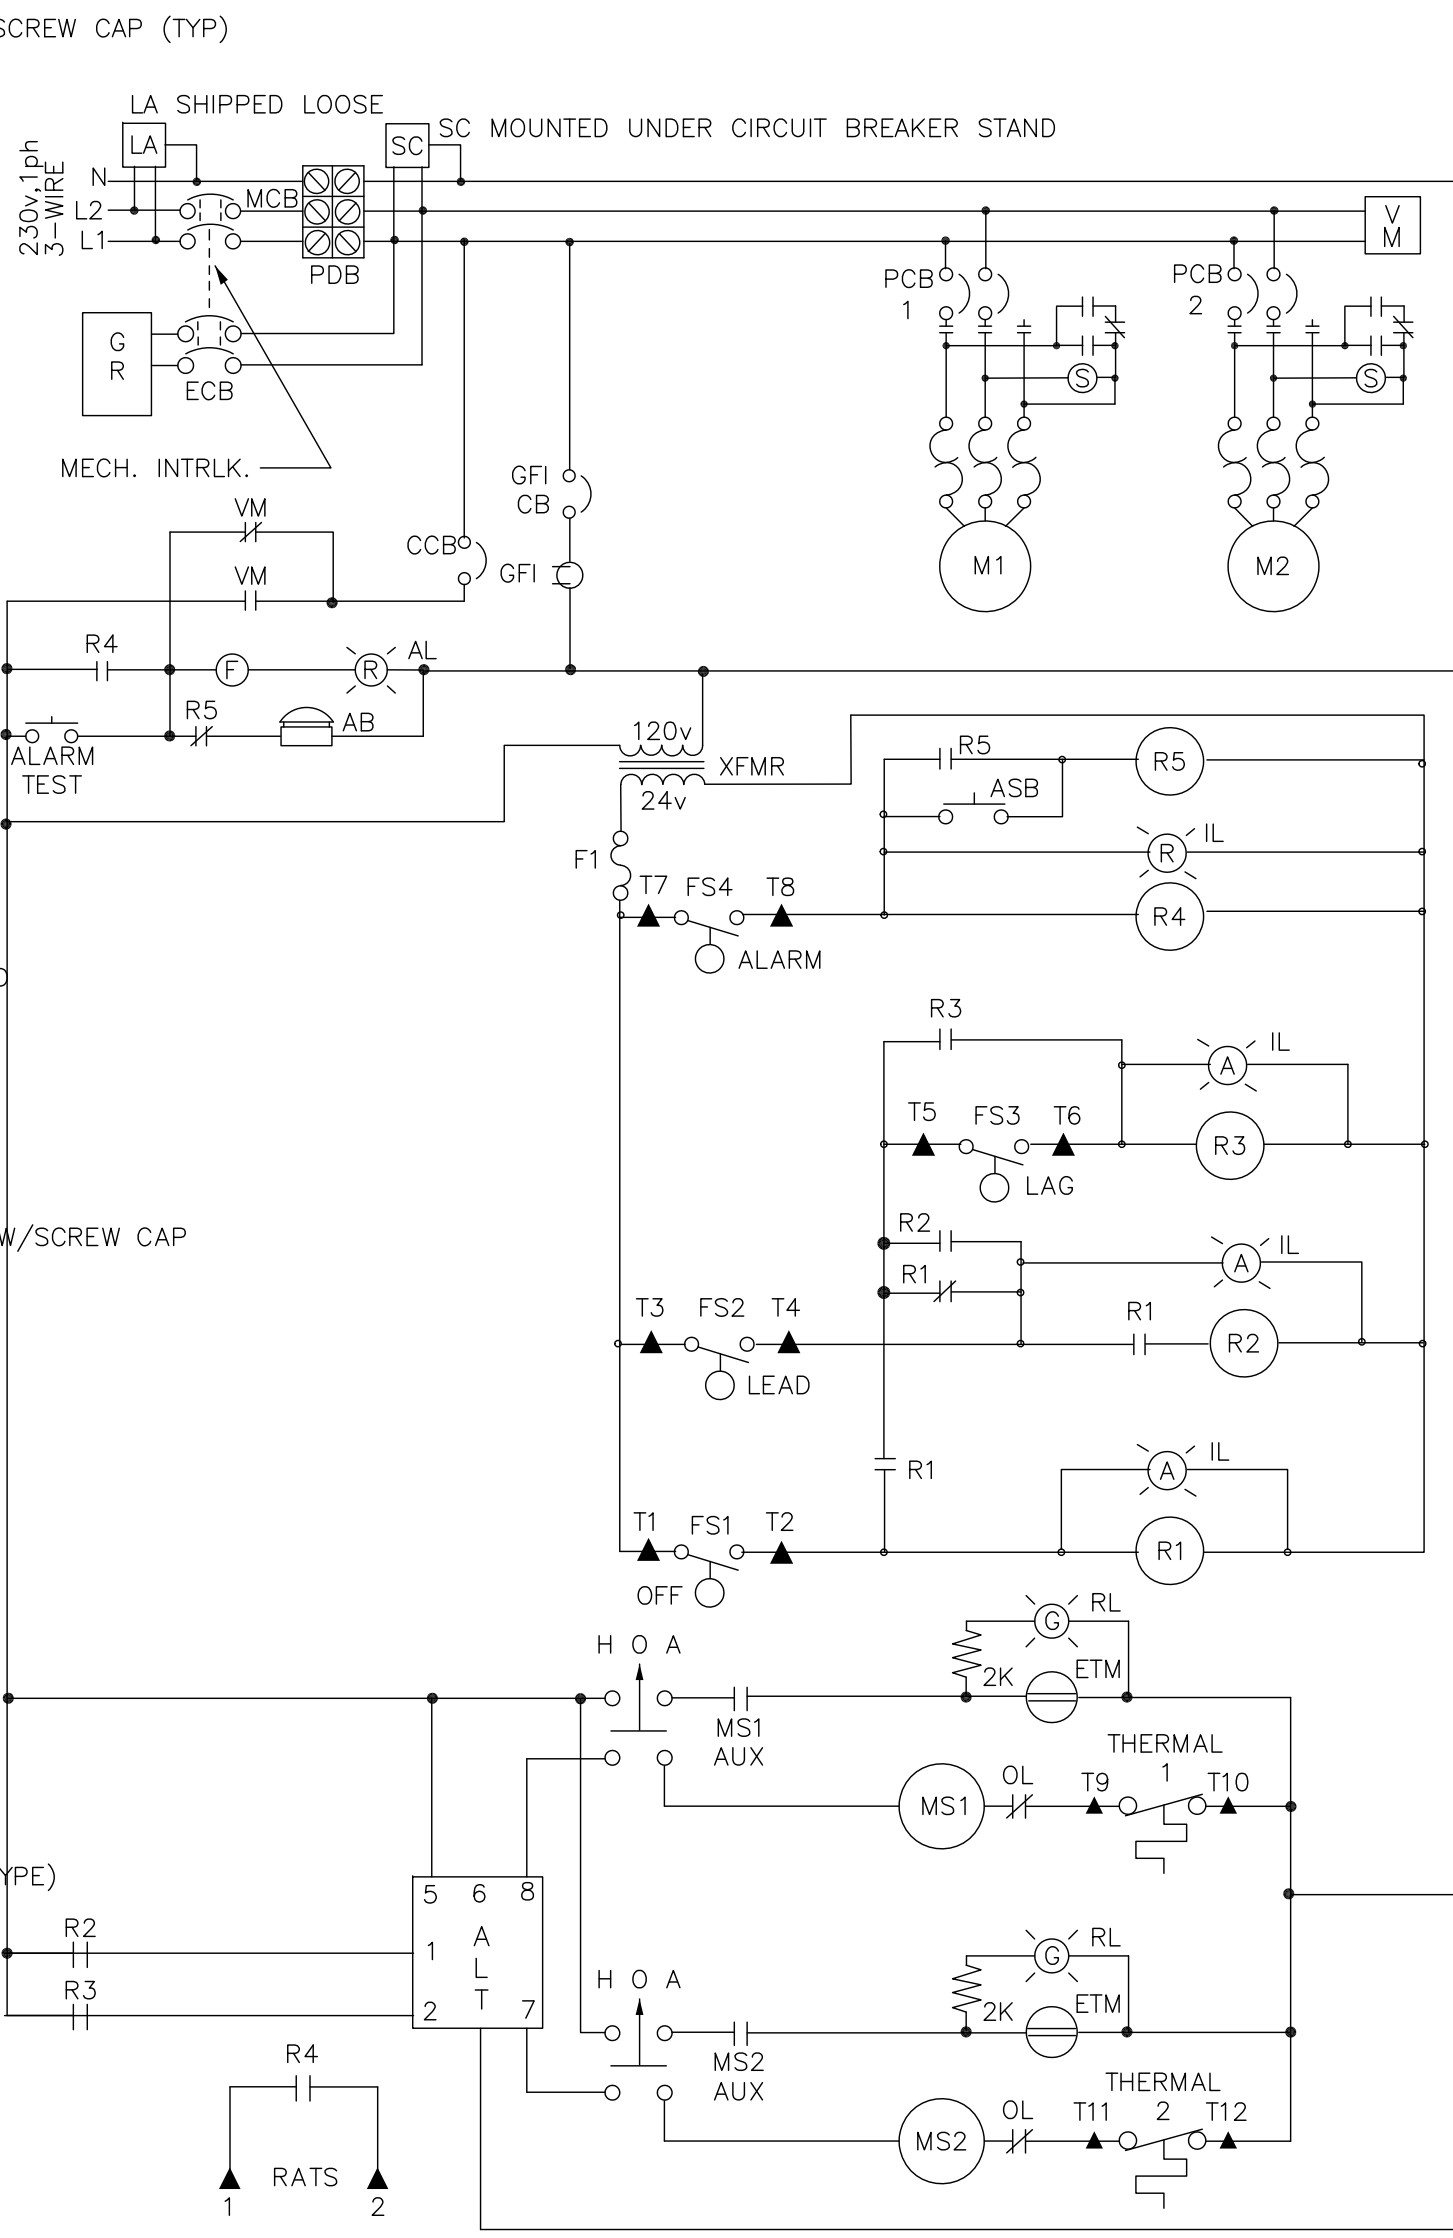 SCREW CAP (TYP)
LA SHIPPED LOOSE
LA
SC
SC MOUNTED UNDER CIRCUIT BREAKER STAND
230v,1ph
3-WIRE
N
L2
L1
MCB
PDB
V
M
G
R
ECB
MECH. INTRLK.
PCB
1
PCB
2
S
S
M1
M2
GFI
CB
GFI
CCB
VM
VM
R4
F
R
AL
R5
AB
ALARM
TEST
120v
XFMR
24v
F1
R5
R5
ASB
R
IL
T7
FS4
T8
R4
ALARM
R3
A
IL
T5
FS3
T6
R3
LAG
W/SCREW CAP
R2
R1
A
IL
T3
FS2
T4
R1
R2
LEAD
R1
A
IL
T1
FS1
T2
R1
OFF
H O A
G
RL
2K
ETM
MS1
AUX
THERMAL
1
MS1
OL
T9
T10
YPE)
5 6 8
A
L
T
1
2
7
R2
R3
H O A
G
RL
2K
ETM
MS2
AUX
THERMAL
2
MS2
OL
T11
T12
R4
RATS
1
2